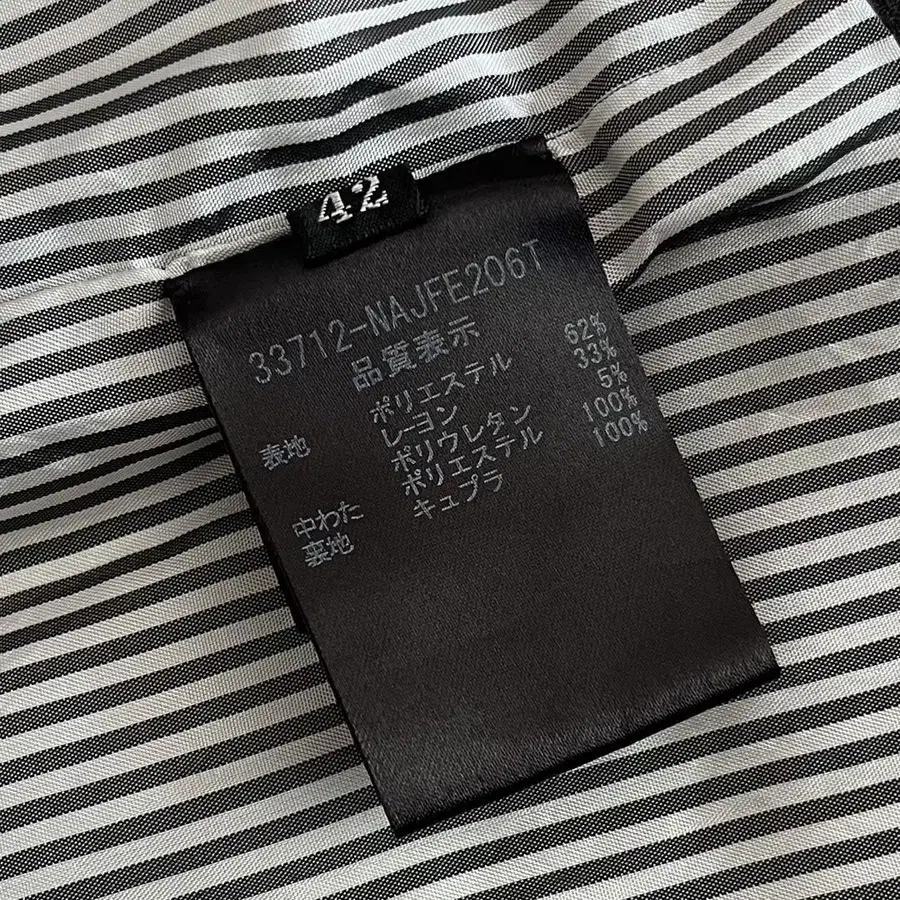 42
33712-NAJFE206T
品質表示
表地 ポリエステル 62%
レーヨン 33%
ポリウレタン 5%
中わた ポリエステル 100%
裏地 キュプラ 100%